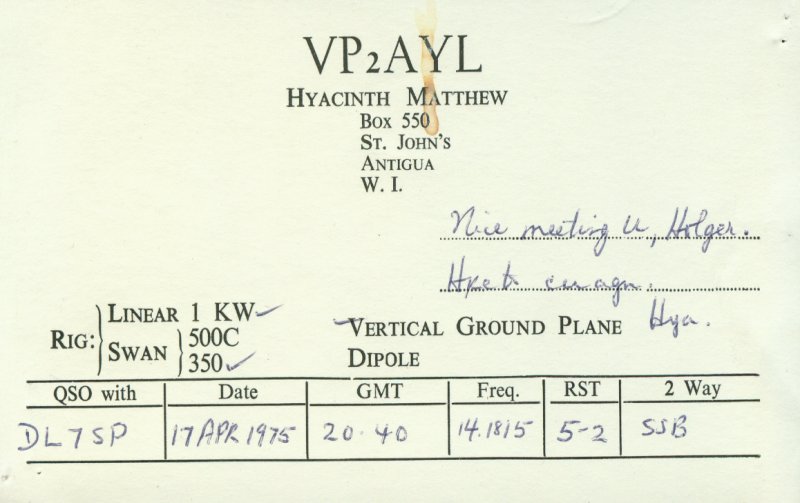 VP2AYL
HYACINTH MATTHEW
BOX 550
ST. JOHN'S
ANTIGUA
W. I.
Nice meeting u, Holger.
Hpe to cu agn.
Hya.
RIG: LINEAR 1 KW ✓
SWAN 500C
350 ✓
✓ VERTICAL GROUND PLANE
DIPOLE
QSO with Date GMT Freq. RST 2 Way
DL7SP 17 APR 1975 20.40 14.1815 5-2 SSB